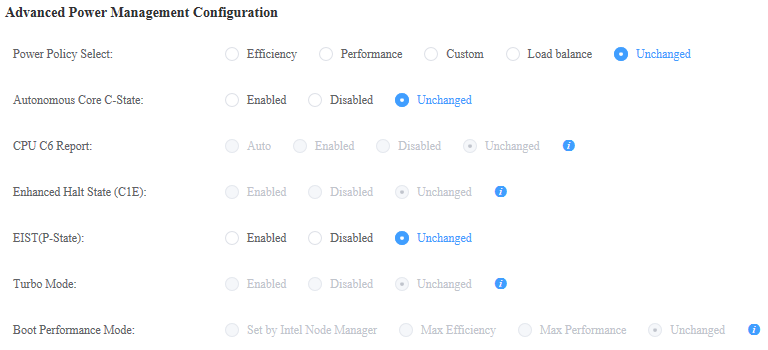 Advanced Power Management Configuration
Power Policy Select: Efficiency Performance Custom Load balance Unchanged
Autonomous Core C-State: Enabled Disabled Unchanged
CPU C6 Report: Auto Enabled Disabled Unchanged i
Enhanced Halt State (C1E): Enabled Disabled Unchanged i
EIST(P-State): Enabled Disabled Unchanged
Turbo Mode: Enabled Disabled Unchanged i
Boot Performance Mode: Set by Intel Node Manager Max Efficiency Max Performance Unchanged i